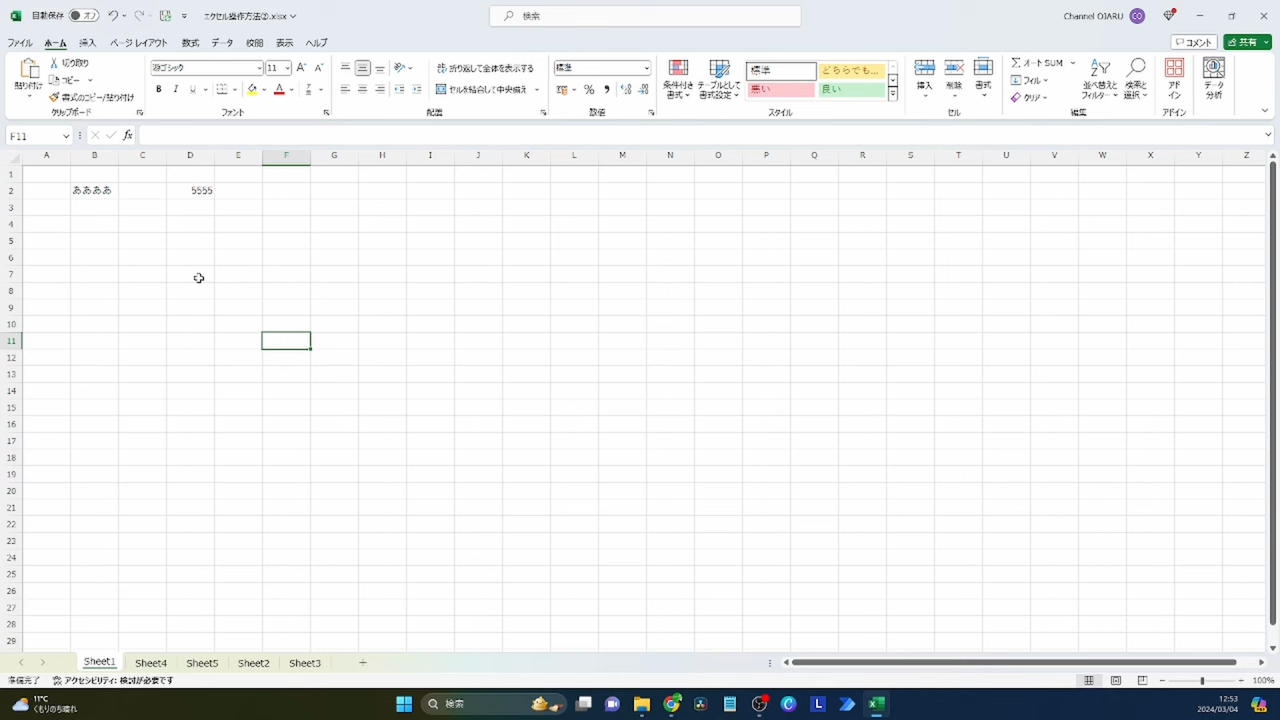 自動保存 オフ エクセル操作方法②.xlsx 検索 Channel OJARU CO
ファイル ホーム 挿入 ページ レイアウト 数式 データ 校閲 表示 ヘルプ コメント 共有
貼り付け 切り取り コピー 書式のコピー/貼り付け クリップボード
游ゴシック 11 B I U フォント
折り返して全体を表示する セルを結合して中央揃え 配置
標準 % 数値
条件付き書式 テーブルとして書式設定 標準 どちらでも... 悪い 良い スタイル
挿入 削除 書式 セル
オート SUM フィル クリア 並べ替えとフィルター 検索と選択 編集
アドイン アドイン
データ分析
F11 fx
A B C D E F G H I J K L M N O P Q R S T U V W X Y Z
1
2 ああああ 5555
3
4
5
6
7
8
9
10
11
12
13
14
15
16
17
18
19
20
21
22
23
24
25
26
27
28
29
Sheet1 Sheet4 Sheet5 Sheet2 Sheet3
準備完了 アクセシビリティ: 検討が必要です 100%
11℃
くもりのち晴れ
検索
12:53
2024/03/04